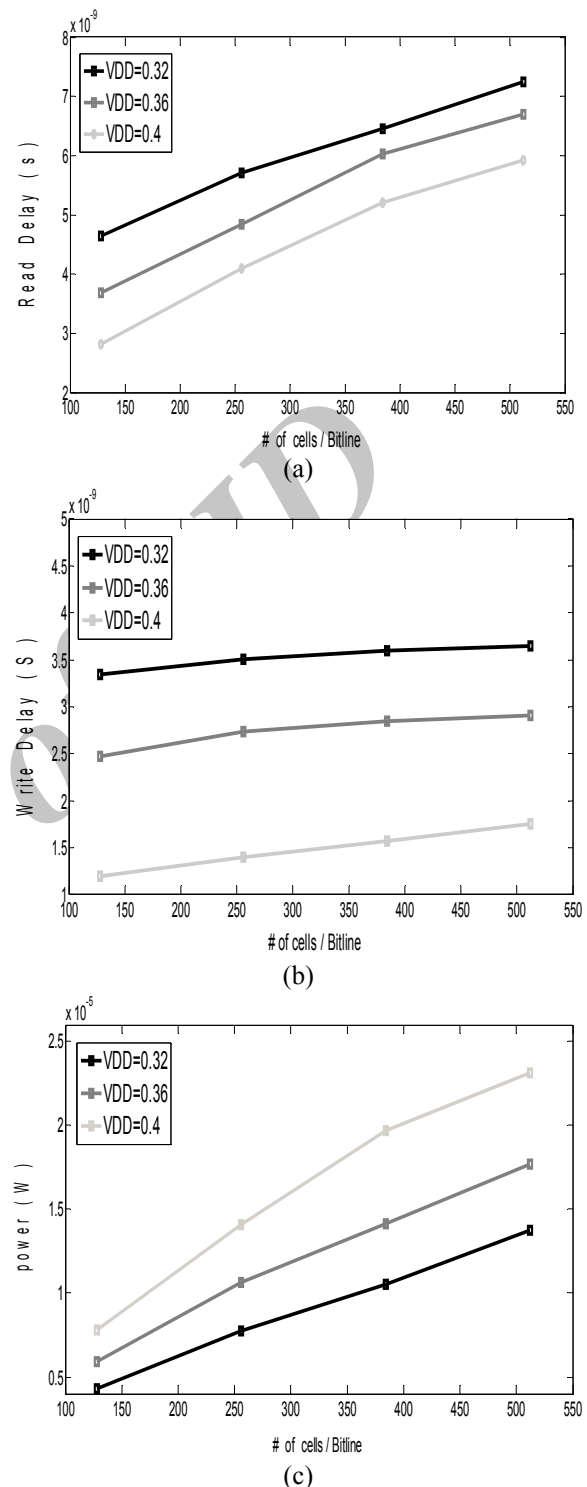 x 10^-9
8
7
6
5
4
3
2
Read Delay (s)
VDD=0.32
VDD=0.36
VDD=0.4
100 150 200 250 300 350 400 450 500 550
# of cells / Bitline
(a)
x 10^-9
5
4.5
4
3.5
3
2.5
2
1.5
1
Write Delay (S)
VDD=0.32
VDD=0.36
VDD=0.4
100 150 200 250 300 350 400 450 500 550
# of cells / Bitline
(b)
x 10^-5
2.5
2
1.5
1
0.5
power (W)
VDD=0.32
VDD=0.36
VDD=0.4
100 150 200 250 300 350 400 450 500 550
# of cells / Bitline
(c)